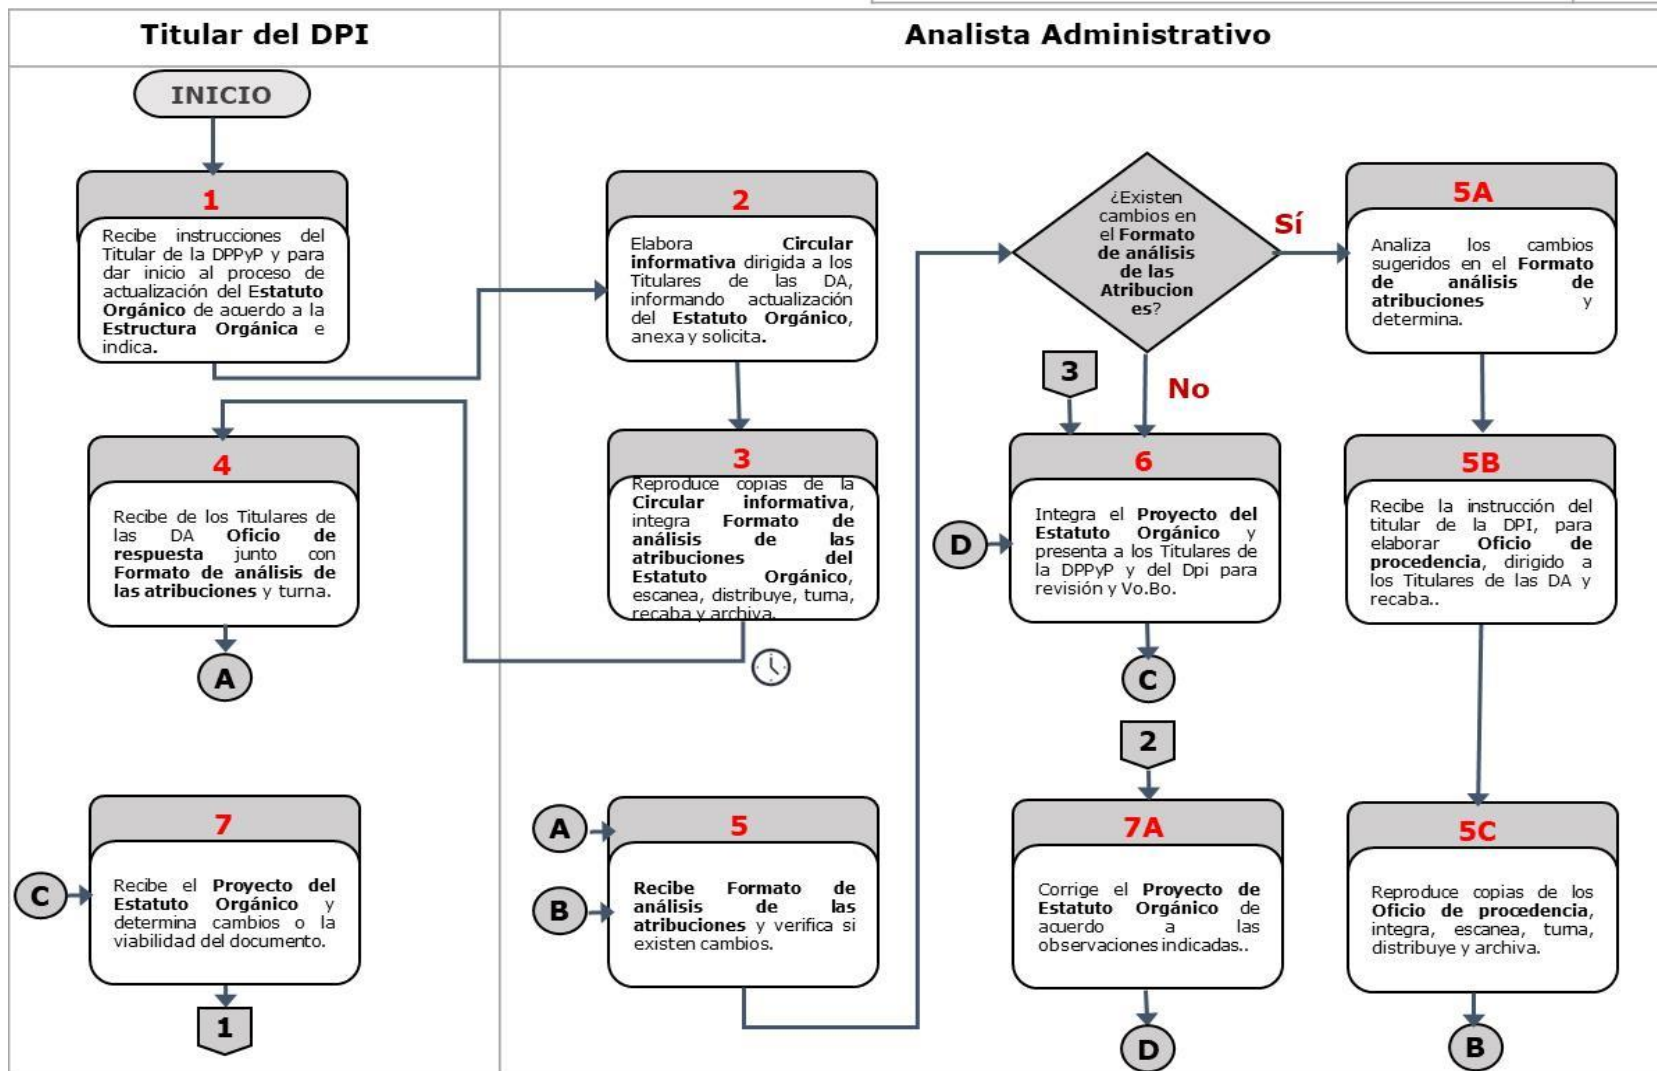 Titular del DPI
Analista Administrativo
INICIO
1
Recibe instrucciones del
Titular de la DPPyP y para
dar inicio al proceso de
actualización del Estatuto
Orgánico de acuerdo a la
Estructura Orgánica e
indica.
2
Elabora Circular
informativa dirigida a los
Titulares de las DA,
informando actualización
del Estatuto Orgánico,
anexa y solicita.
¿Existen
cambios en
el Formato
de análisis
de las
Atribucion
es?
Sí
No
5A
Analiza los cambios
sugeridos en el Formato
de análisis de
atribuciones y
determina.
3
4
Recibe de los Titulares de
las DA Oficio de
respuesta junto con
Formato de análisis de
las atribuciones y turna.
A
3
Reproduce copias de la
Circular informativa,
integra Formato de
análisis de las
atribuciones del
Estatuto Orgánico,
escanea, distribuye, turna,
recaba y archiva.
D
6
Integra el Proyecto del
Estatuto Orgánico y
presenta a los Titulares de
la DPPyP y del Dpi para
revisión y Vo.Bo.
C
5B
Recibe la instrucción del
titular de la DPI, para
elaborar Oficio de
procedencia, dirigido a
los Titulares de las DA y
recaba..
2
C
7
Recibe el Proyecto del
Estatuto Orgánico y
determina cambios o la
viabilidad del documento.
1
A
B
5
Recibe Formato de
análisis de las
atribuciones y verifica si
existen cambios.
7A
Corrige el Proyecto de
Estatuto Orgánico de
acuerdo a las
observaciones indicadas..
D
5C
Reproduce copias de los
Oficio de procedencia,
integra, escanea, turna,
distribuye y archiva.
B